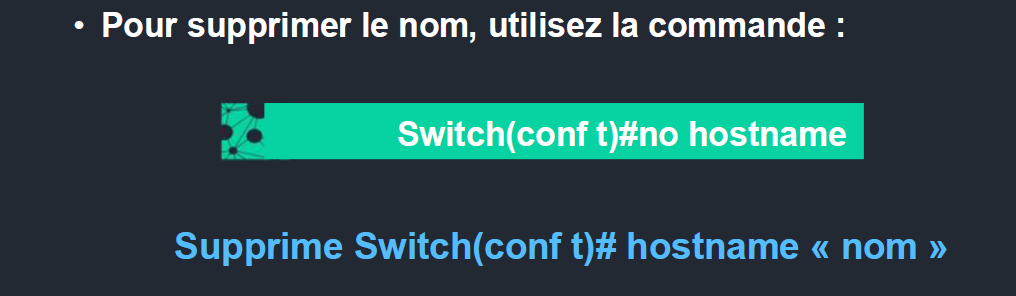 • Pour supprimer le nom, utilisez la commande :
Switch(conf t)#no hostname
Supprime Switch(conf t)# hostname « nom »